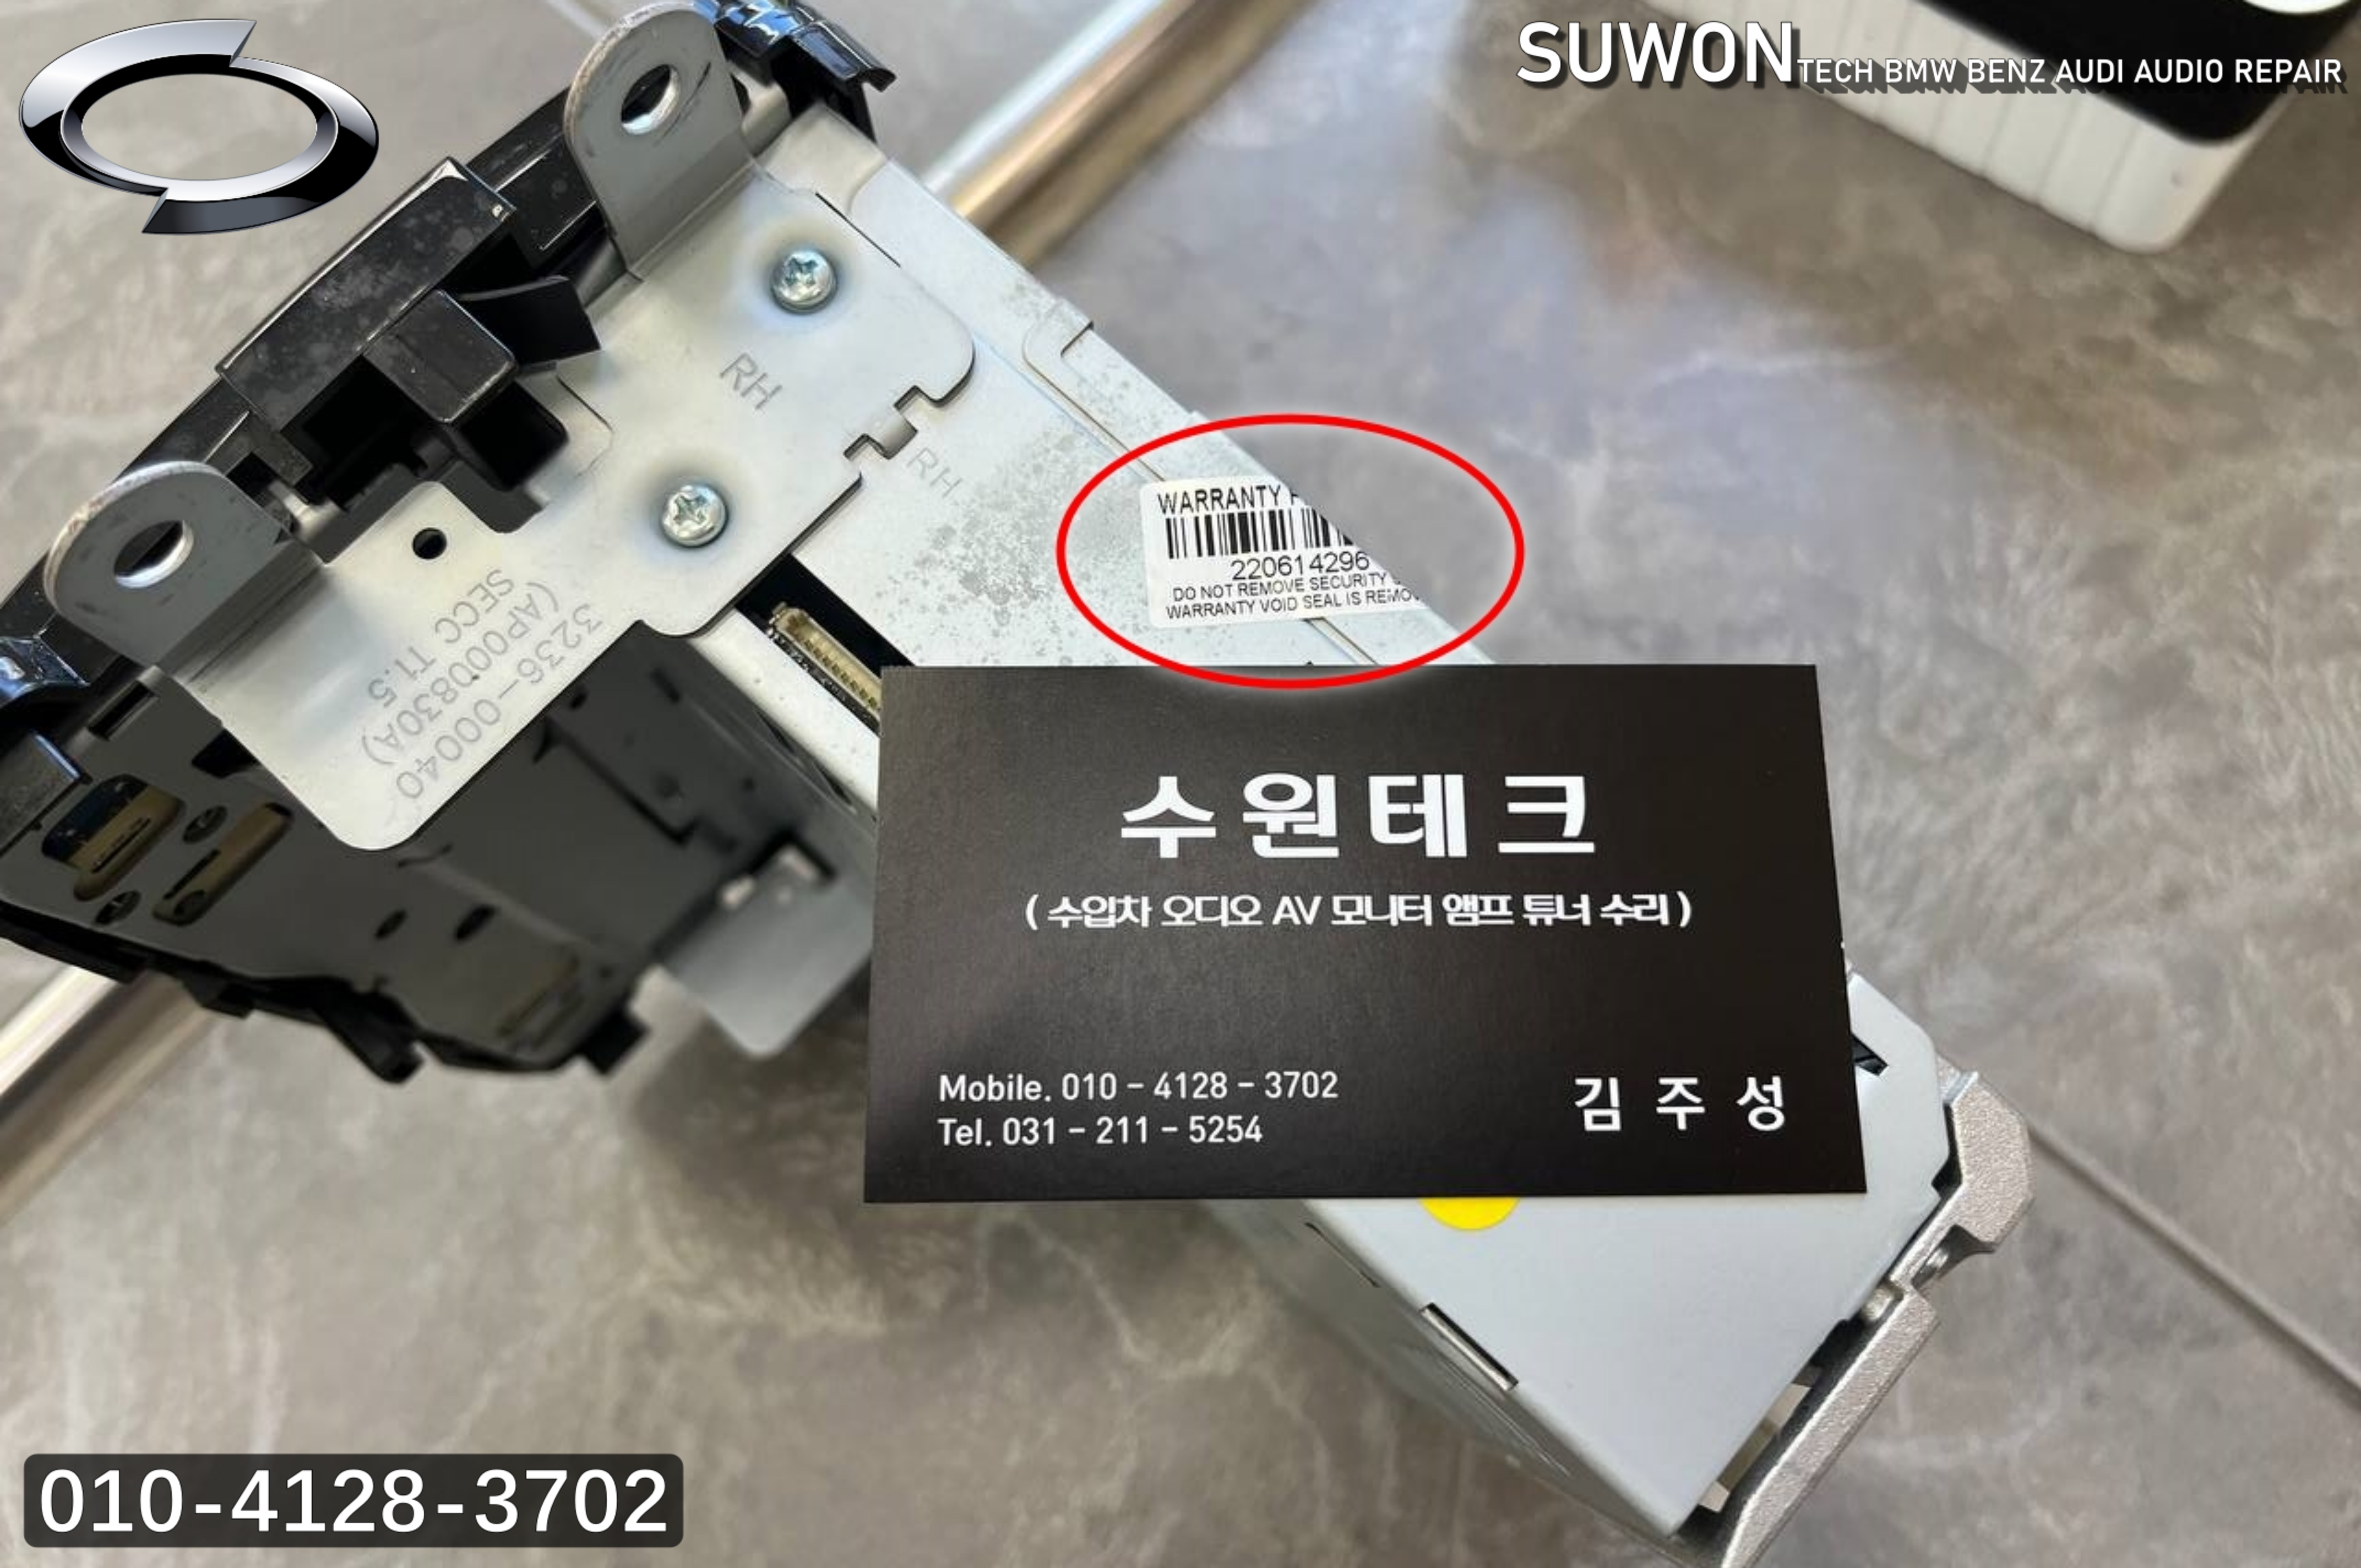 SUWON TECH BMW BENZ AUDI AUDIO REPAIR
RH
RH
WARRANTY
220614296
DO NOT REMOVE SECURITY
WARRANTY VOID SEAL IS REMOV
3236-00040
(AP0000830A)
SECC T1.5
수원테크
( 수입차 오디오 AV 모니터 앰프 튜너 수리 )
Mobile. 010 - 4128 - 3702
Tel. 031 - 211 - 5254
김 주 성
010-4128-3702